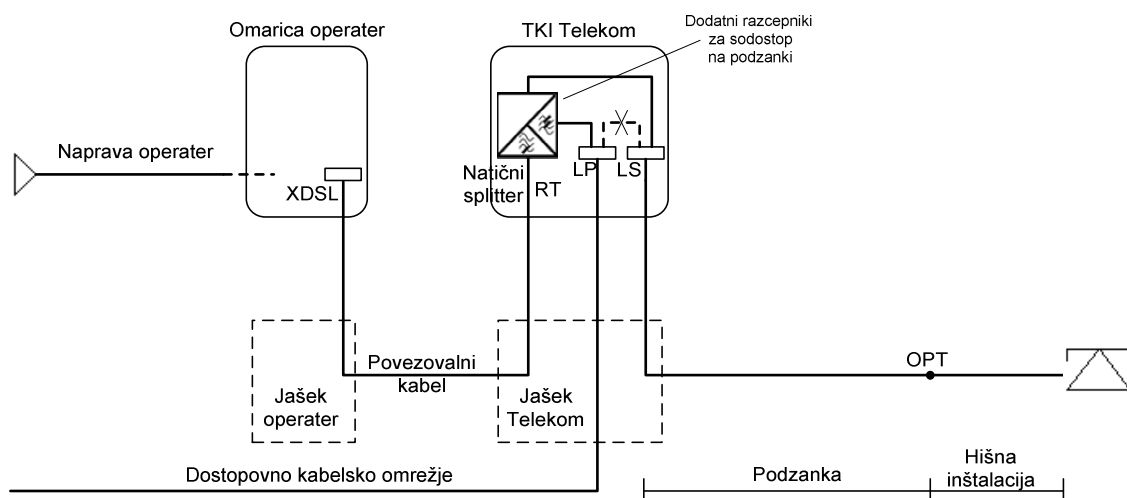 Omarica operater
TKI Telekom
Dodatni razcepniki
za sodostop
na podzanki
Naprava operater
XDSL
Natični
splitter
RT
LP
LS
Povezovalni
kabel
OPT
Jašek
operater
Jašek
Telekom
Dostopovno kabelsko omrežje
Podzanka
Hišna
inštalacija